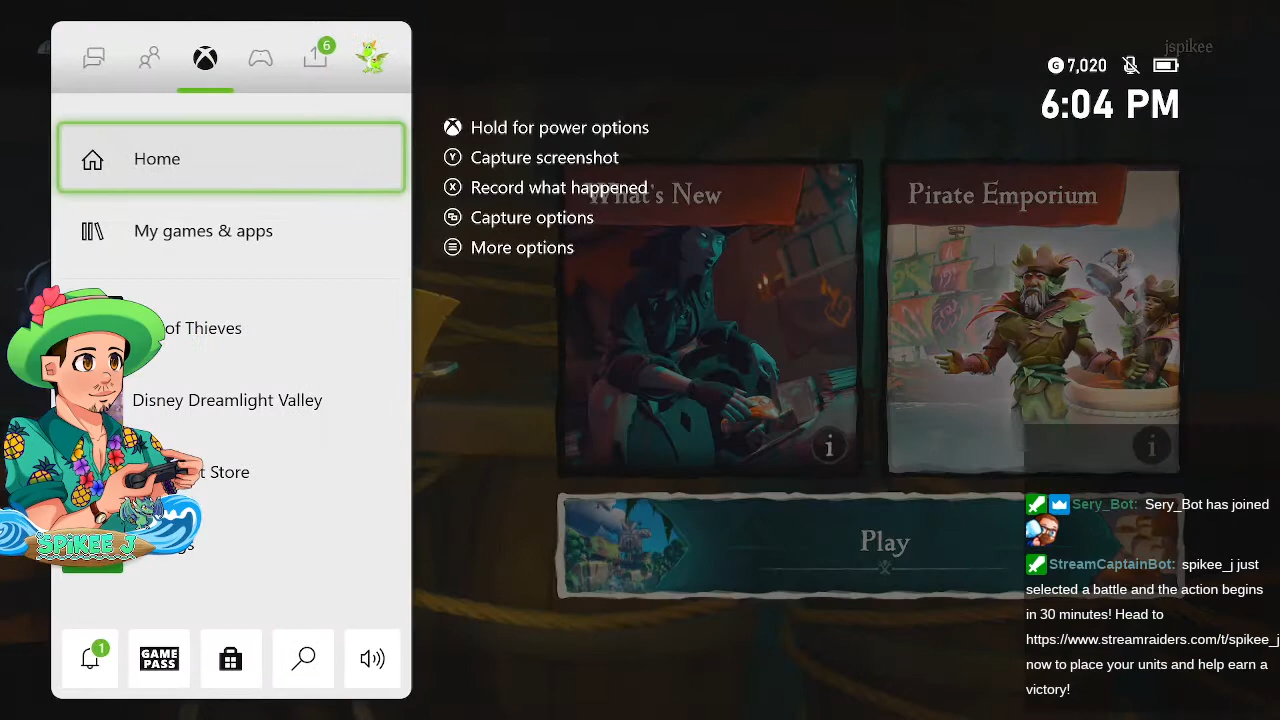 6
jspikee
G 7,020
6:04 PM
Home
My games & apps
of Thieves
Disney Dreamlight Valley
t Store
Hold for power options
Y Capture screenshot
X Record what happened
Capture options
More options
What's New
Pirate Emporium
i
i
Play
SPiKEE J
1
GAME
PASS
Sery_Bot: Sery_Bot has joined
StreamCaptainBot: spikee_j just
selected a battle and the action begins
in 30 minutes! Head to
https://www.streamraiders.com/t/spikee_j
now to place your units and help earn a
victory!